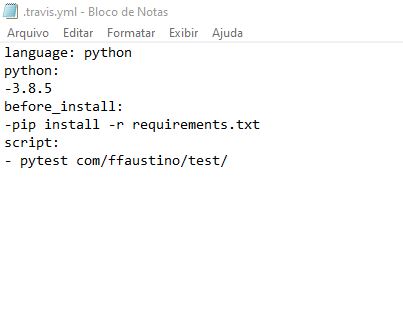 .travis.yml - Bloco de Notas
Arquivo Editar Formatar Exibir Ajuda
language: python
python:
-3.8.5
before_install:
-pip install -r requirements.txt
script:
- pytest com/ffaustino/test/